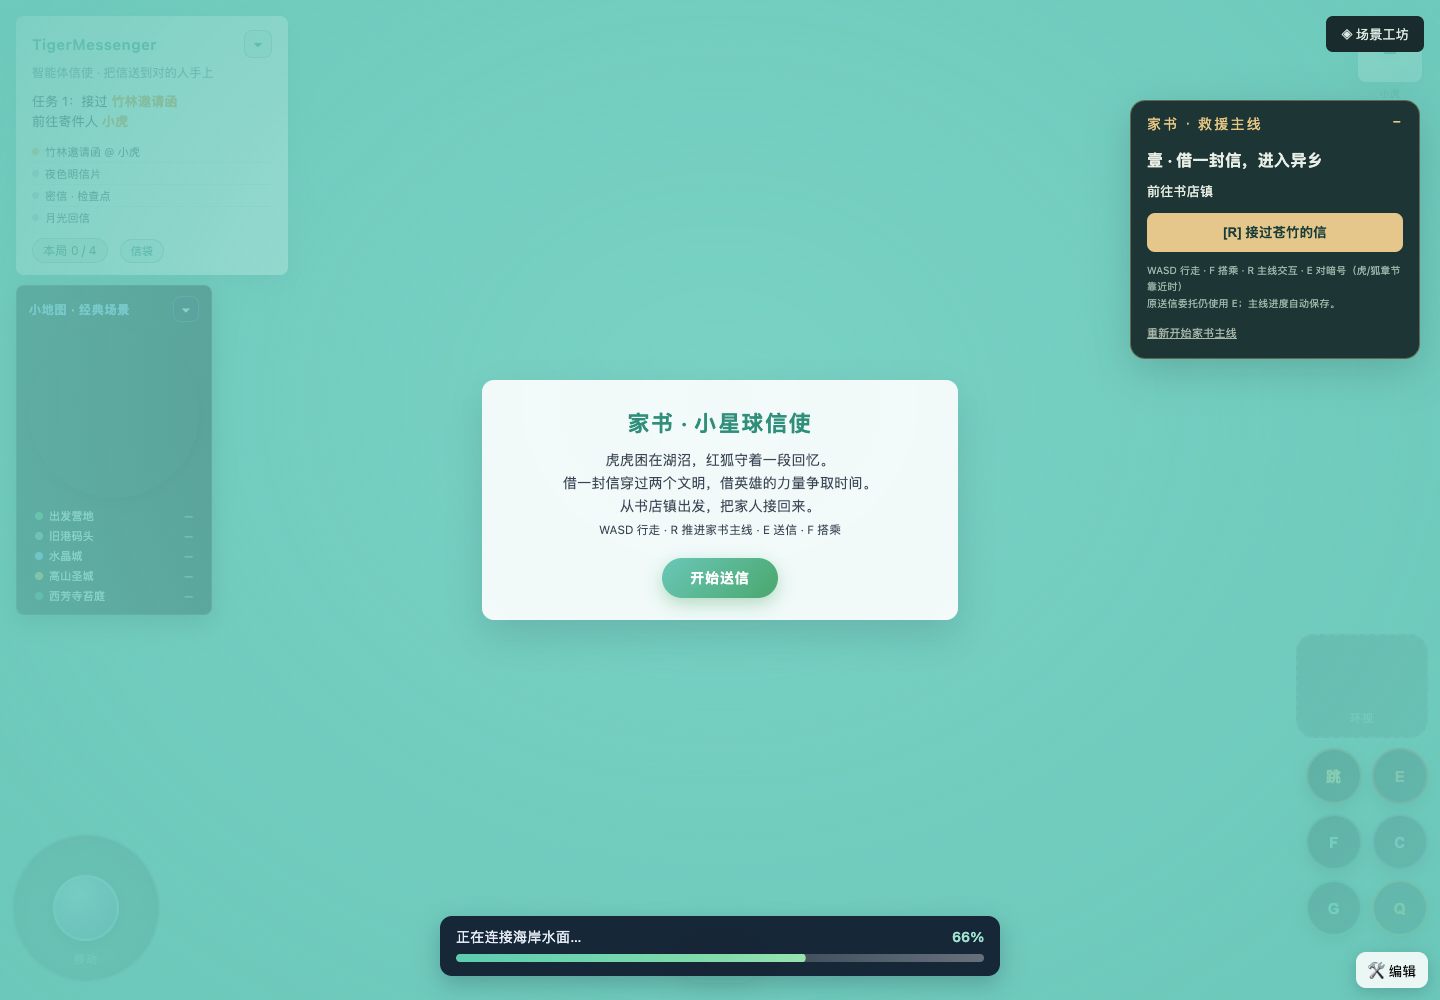 TigerMessenger
智能体信使 · 把信送到对的人手上
任务 1：接过 竹林邀请函
前往寄件人 小虎
竹林邀请函 @ 小虎
夜色明信片
密信 · 检查点
月光回信
本局 0 / 4
信袋
小地图 · 经典场景
出发营地 —
旧港码头 —
水晶城 —
高山圣城 —
西芳寺苔庭 —
移动
家书 · 小星球信使
虎虎困在湖沼，红狐守着一段回忆。
借一封信穿过两个文明，借英雄的力量争取时间。
从书店镇出发，把家人接回来。
WASD 行走 · R 推进家书主线 · E 送信 · F 搭乘
开始送信
正在连接海岸水面... 66%
◈ 场景工坊
小虎
家书 · 救援主线 –
壹 · 借一封信，进入异乡
前往书店镇
[R] 接过苍竹的信
WASD 行走 · F 搭乘 · R 主线交互 · E 对暗号（虎/狐章节
靠近时）
原送信委托仍使用 E；主线进度自动保存。
重新开始家书主线
环视
跳 E
F C
G Q
🛠 编辑